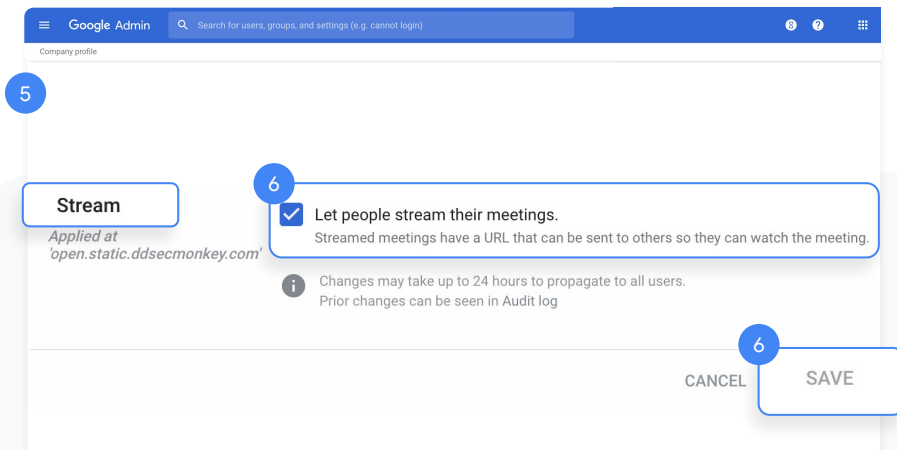 Google Admin
Search for users, groups, and settings (e.g. cannot login)
8 ?
Company profile
5
6
Stream
Let people stream their meetings.
Streamed meetings have a URL that can be sent to others so they can watch the meeting.
Applied at
'open.static.ddsecmonkey.com'
i
Changes may take up to 24 hours to propagate to all users.
Prior changes can be seen in Audit log
6
CANCEL
SAVE